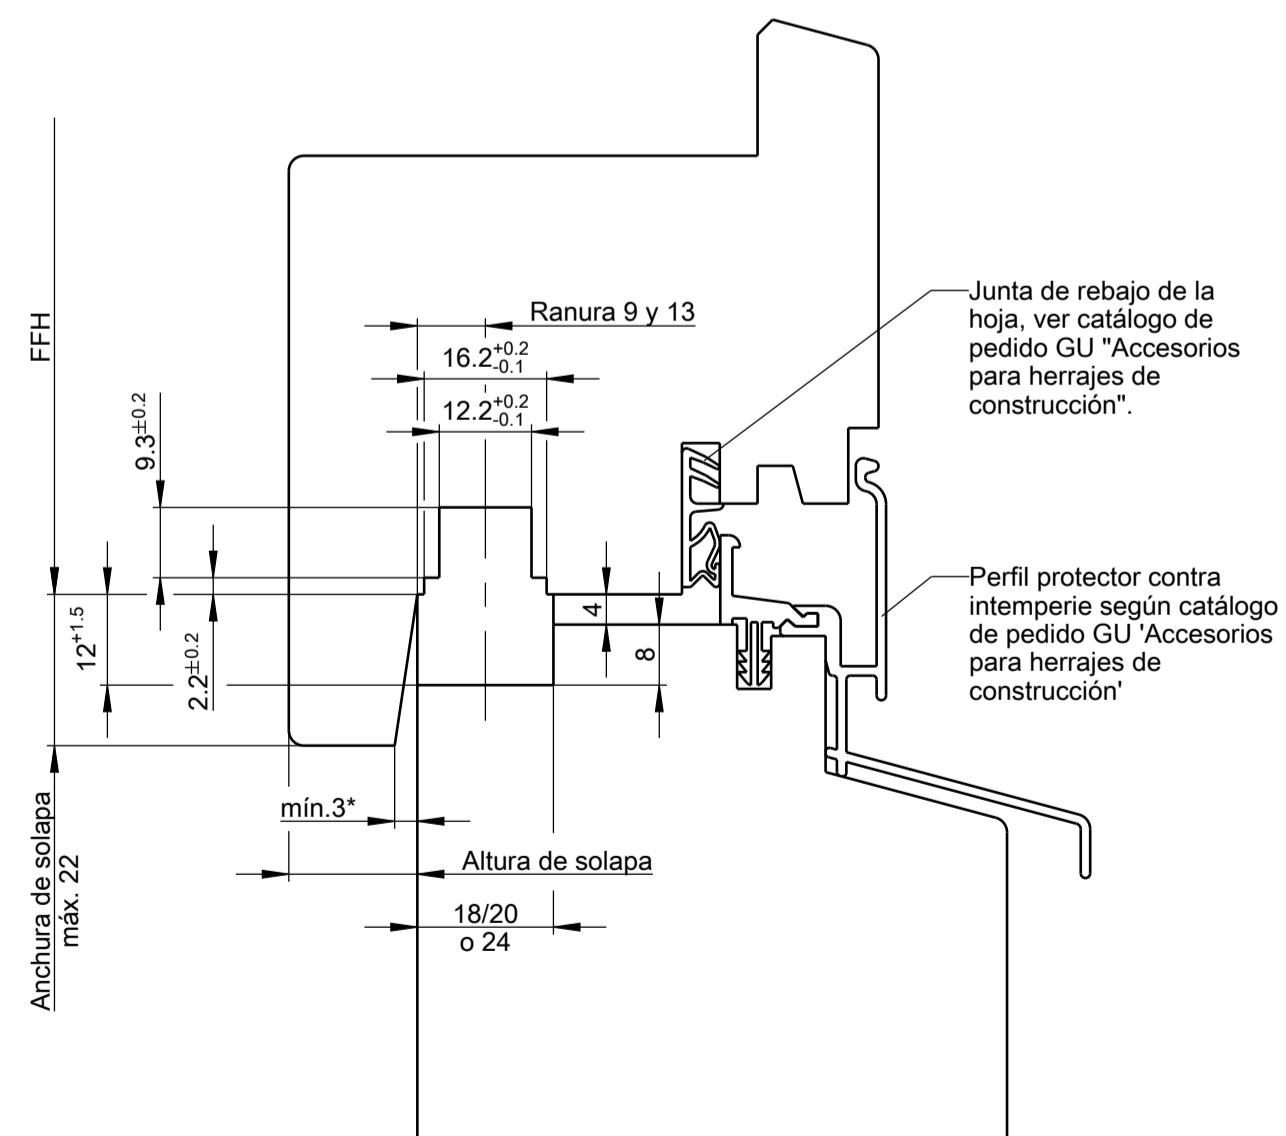 Ranura 9 y 13
16.2 +0.2 -0.1
12.2 +0.2 -0.1
FFH
9.3±0.2
12+1.5
2.2±0.2
4
8
Junta de rebajo de la
hoja, ver catálogo de
pedido GU "Accesorios
para herrajes de
construcción".
Perfil protector contra
intemperie según catálogo
de pedido GU 'Accesorios
para herrajes de
construcción'
mín.3*
Altura de solapa
18/20
o 24
Anchura de solapa
máx. 22